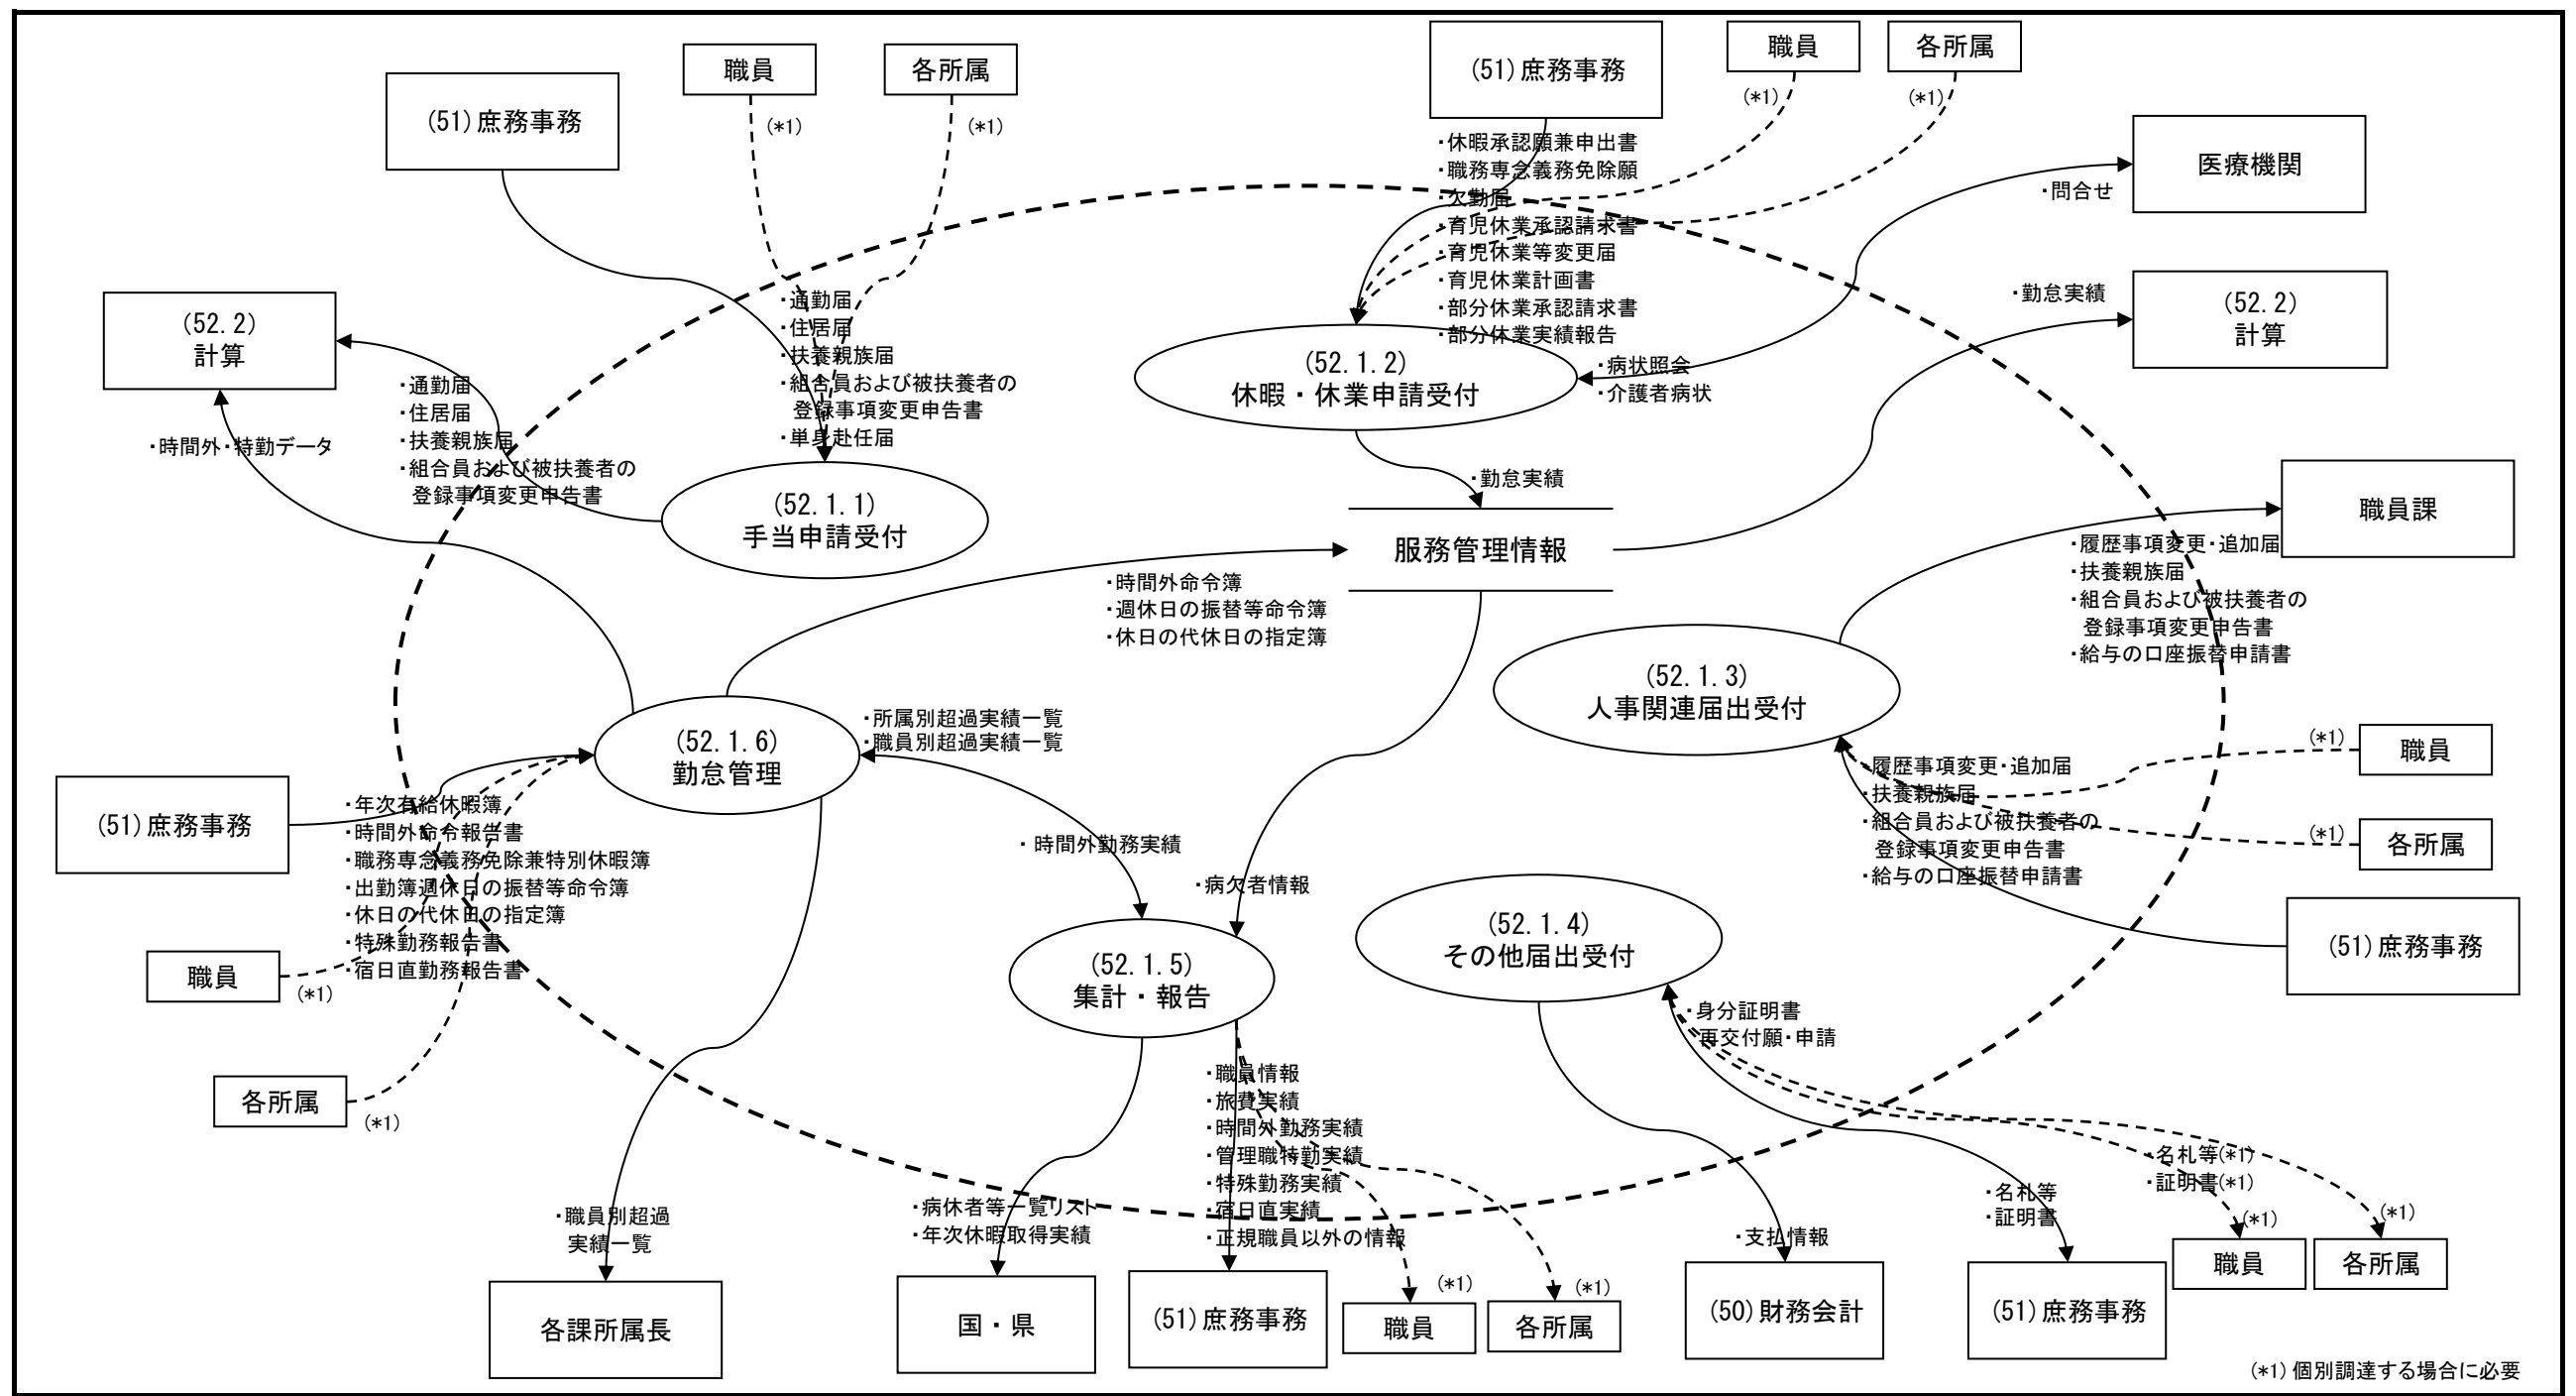 (51)庶務事務
職員
各所属
(*1)
(*1)
(51)庶務事務
職員
各所属
(*1)
(*1)
・休暇承認願兼申出書
・職務専念義務免除願
・欠勤届
・育児休業承認請求書
・育児休業等変更届
・育児休業計画書
・部分休業承認請求書
・部分休業実績報告
医療機関
・問合せ
(52.2)
計算
・勤怠実績
(52.2)
計算
・通勤届
・住居届
・扶養親族届
・組合員および被扶養者の
登録事項変更申告書
・単身赴任届
・通勤届
・住居届
・扶養親族届
・組合員および被扶養者の
登録事項変更申告書
・時間外・特勤データ
(52.1.2)
休暇・休業申請受付
・病状照会
・介護者病状
(52.1.1)
手当申請受付
・勤怠実績
服務管理情報
職員課
・履歴事項変更・追加届
・扶養親族届
・組合員および被扶養者の
登録事項変更申告書
・給与の口座振替申請書
・時間外命令簿
・週休日の振替等命令簿
・休日の代休日の指定簿
(52.1.3)
人事関連届出受付
(52.1.6)
勤怠管理
・所属別超過実績一覧
・職員別超過実績一覧
(*1)
職員
・履歴事項変更・追加届
・扶養親族届
・組合員および被扶養者の
登録事項変更申告書
・給与の口座振替申請書
(*1)
各所属
(51)庶務事務
(51)庶務事務
・年次有給休暇簿
・時間外命令報告書
・職務専念義務免除兼特別休暇簿
・出勤簿週休日の振替等命令簿
・休日の代休日の指定簿
・特殊勤務報告書
・宿日直勤務報告書
・時間外勤務実績
・病欠者情報
(52.1.4)
その他届出受付
(52.1.5)
集計・報告
職員
(*1)
・身分証明書
再交付願・申請
各所属
(*1)
・職員情報
・旅費実績
・時間外勤務実績
・管理職特勤実績
・特殊勤務実績
・宿日直実績
・正規職員以外の情報
・名札等(*1)
・証明書(*1)
・名札等
・証明書
(*1)
(*1)
・職員別超過
実績一覧
・病休者等一覧リスト
・年次休暇取得実績
・支払情報
職員
各所属
(*1)
(*1)
各課所属長
国・県
(51)庶務事務
職員
各所属
(50)財務会計
(51)庶務事務
(*1)個別調達する場合に必要